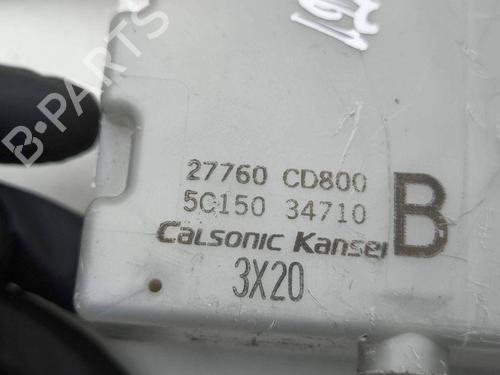 B-PARTS
27760 CD800
5C150 34710
CALSONIC KANSEI
B
3X20